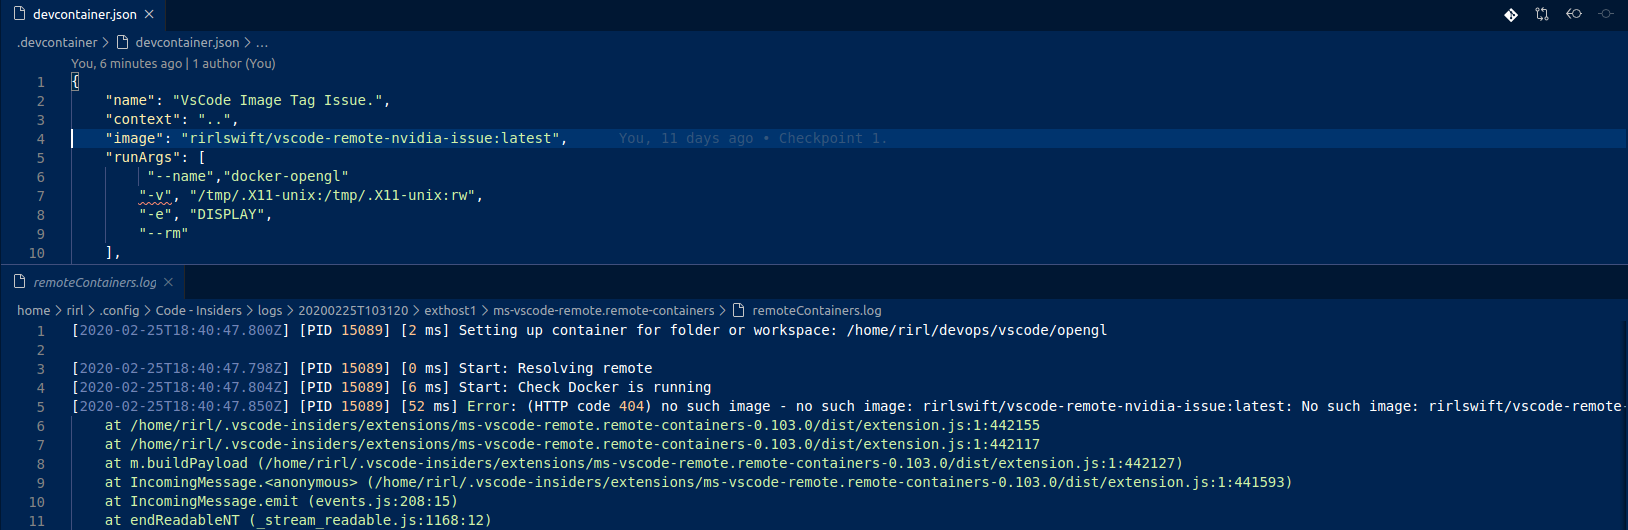 devcontainer.json ×
.devcontainer > devcontainer.json > ...
You, 6 minutes ago | 1 author (You)
1 {
2 "name": "VsCode Image Tag Issue.",
3 "context": "..",
4 "image": "rirlswift/vscode-remote-nvidia-issue:latest", You, 11 days ago • Checkpoint 1.
5 "runArgs": [
6 "--name","docker-opengl"
7 "-v", "/tmp/.X11-unix:/tmp/.X11-unix:rw",
8 "-e", "DISPLAY",
9 "--rm"
10 ],
remoteContainers.log ×
home > rirl > .config > Code - Insiders > logs > 20200225T103120 > exthost1 > ms-vscode-remote.remote-containers > remoteContainers.log
1 [2020-02-25T18:40:47.800Z] [PID 15089] [2 ms] Setting up container for folder or workspace: /home/rirl/devops/vscode/opengl
2
3 [2020-02-25T18:40:47.798Z] [PID 15089] [0 ms] Start: Resolving remote
4 [2020-02-25T18:40:47.804Z] [PID 15089] [6 ms] Start: Check Docker is running
5 [2020-02-25T18:40:47.850Z] [PID 15089] [52 ms] Error: (HTTP code 404) no such image - no such image: rirlswift/vscode-remote-nvidia-issue:latest: No such image: rirlswift/vscode-remote-
6 at /home/rirl/.vscode-insiders/extensions/ms-vscode-remote.remote-containers-0.103.0/dist/extension.js:1:442155
7 at /home/rirl/.vscode-insiders/extensions/ms-vscode-remote.remote-containers-0.103.0/dist/extension.js:1:442117
8 at m.buildPayload (/home/rirl/.vscode-insiders/extensions/ms-vscode-remote.remote-containers-0.103.0/dist/extension.js:1:442127)
9 at IncomingMessage.<anonymous> (/home/rirl/.vscode-insiders/extensions/ms-vscode-remote.remote-containers-0.103.0/dist/extension.js:1:441593)
10 at IncomingMessage.emit (events.js:208:15)
11 at endReadableNT (_stream_readable.js:1168:12)